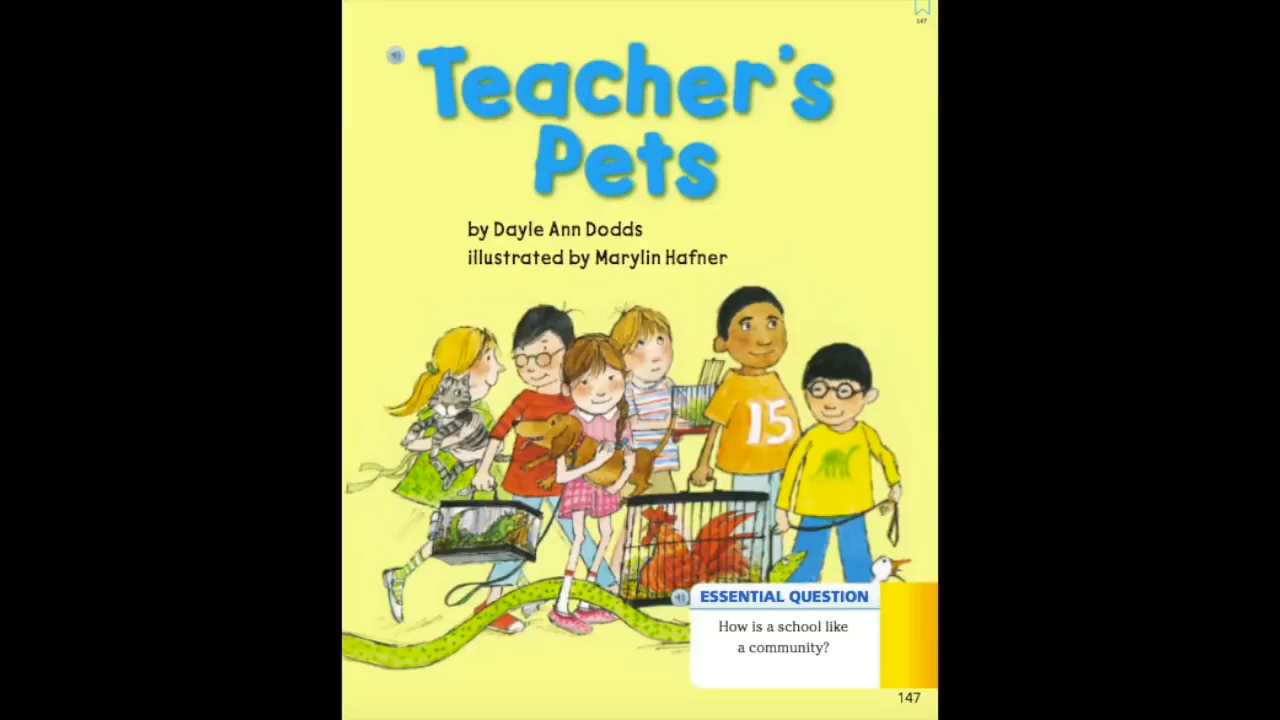 147
Teacher's
Pets
by Dayle Ann Dodds
illustrated by Marylin Hafner
15
ESSENTIAL QUESTION
How is a school like
a community?
147